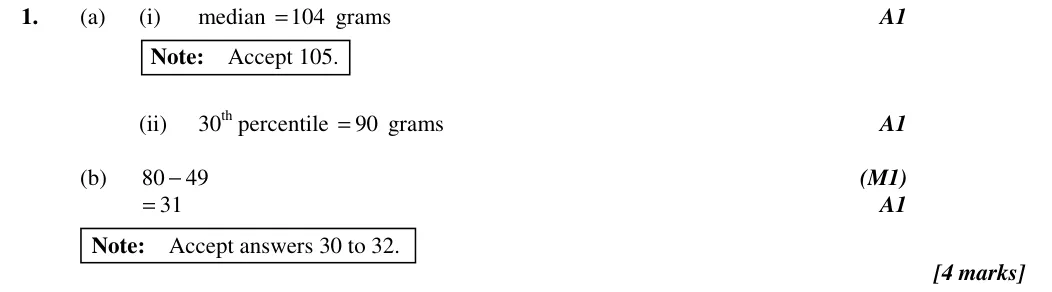 1. (a) (i) median = 104 grams A1
Note: Accept 105.
(ii) 30th percentile = 90 grams A1
(b) 80 − 49 (M1)
= 31 A1
Note: Accept answers 30 to 32.
[4 marks]